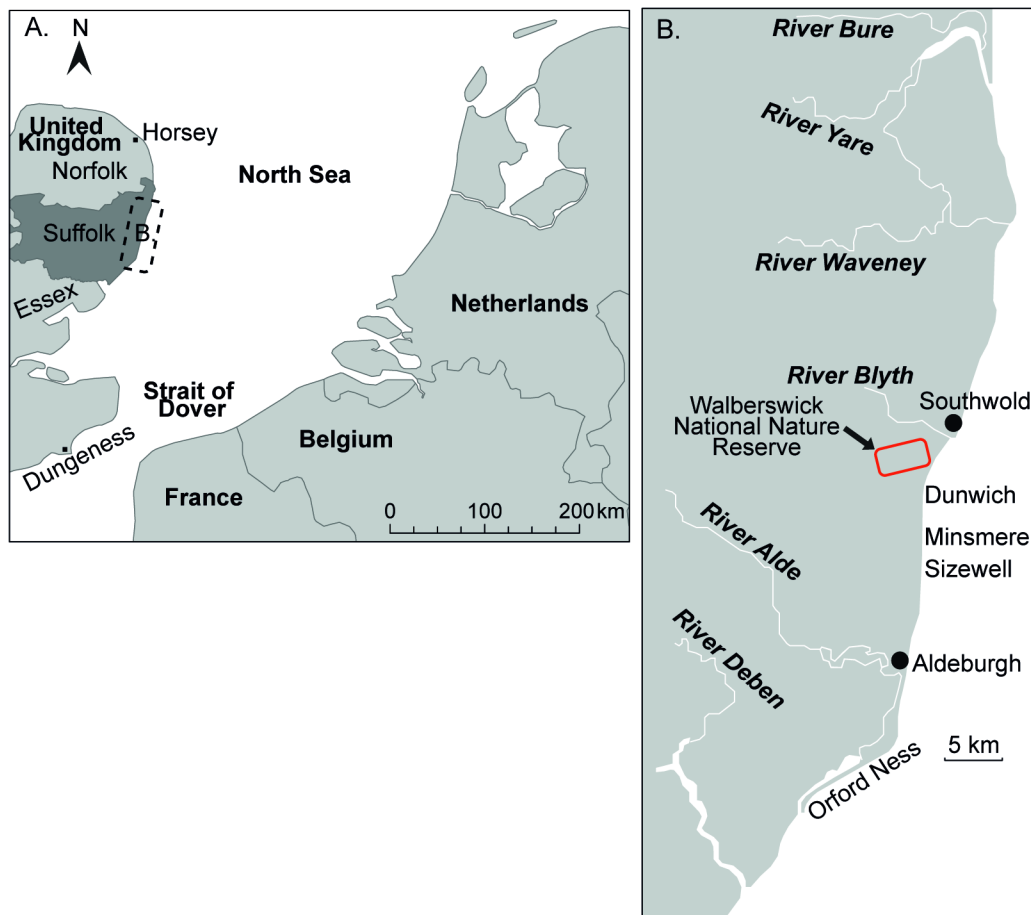 A.
N
United
Kingdom
Horsey
Norfolk
North Sea
Suffolk
B.
Essex
Netherlands
Strait of
Dover
Belgium
Dungeness
France
0 100 200 km
B.
River Bure
River Yare
River Waveney
River Blyth
Southwold
Walberswick
National Nature
Reserve
Dunwich
Minsmere
Sizewell
River Alde
River Deben
Aldeburgh
5 km
Orford Ness